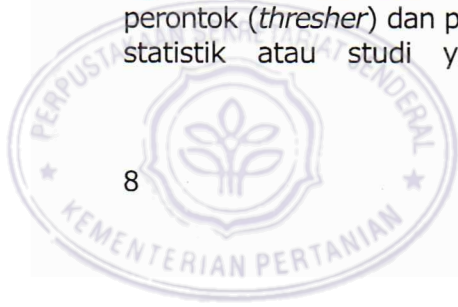 perontok (thresher) dan p
statistik atau studi y
PERPUSTAKAAN SEKRETARIAT JENDERAL
8
KEMENTERIAN PERTANIAN